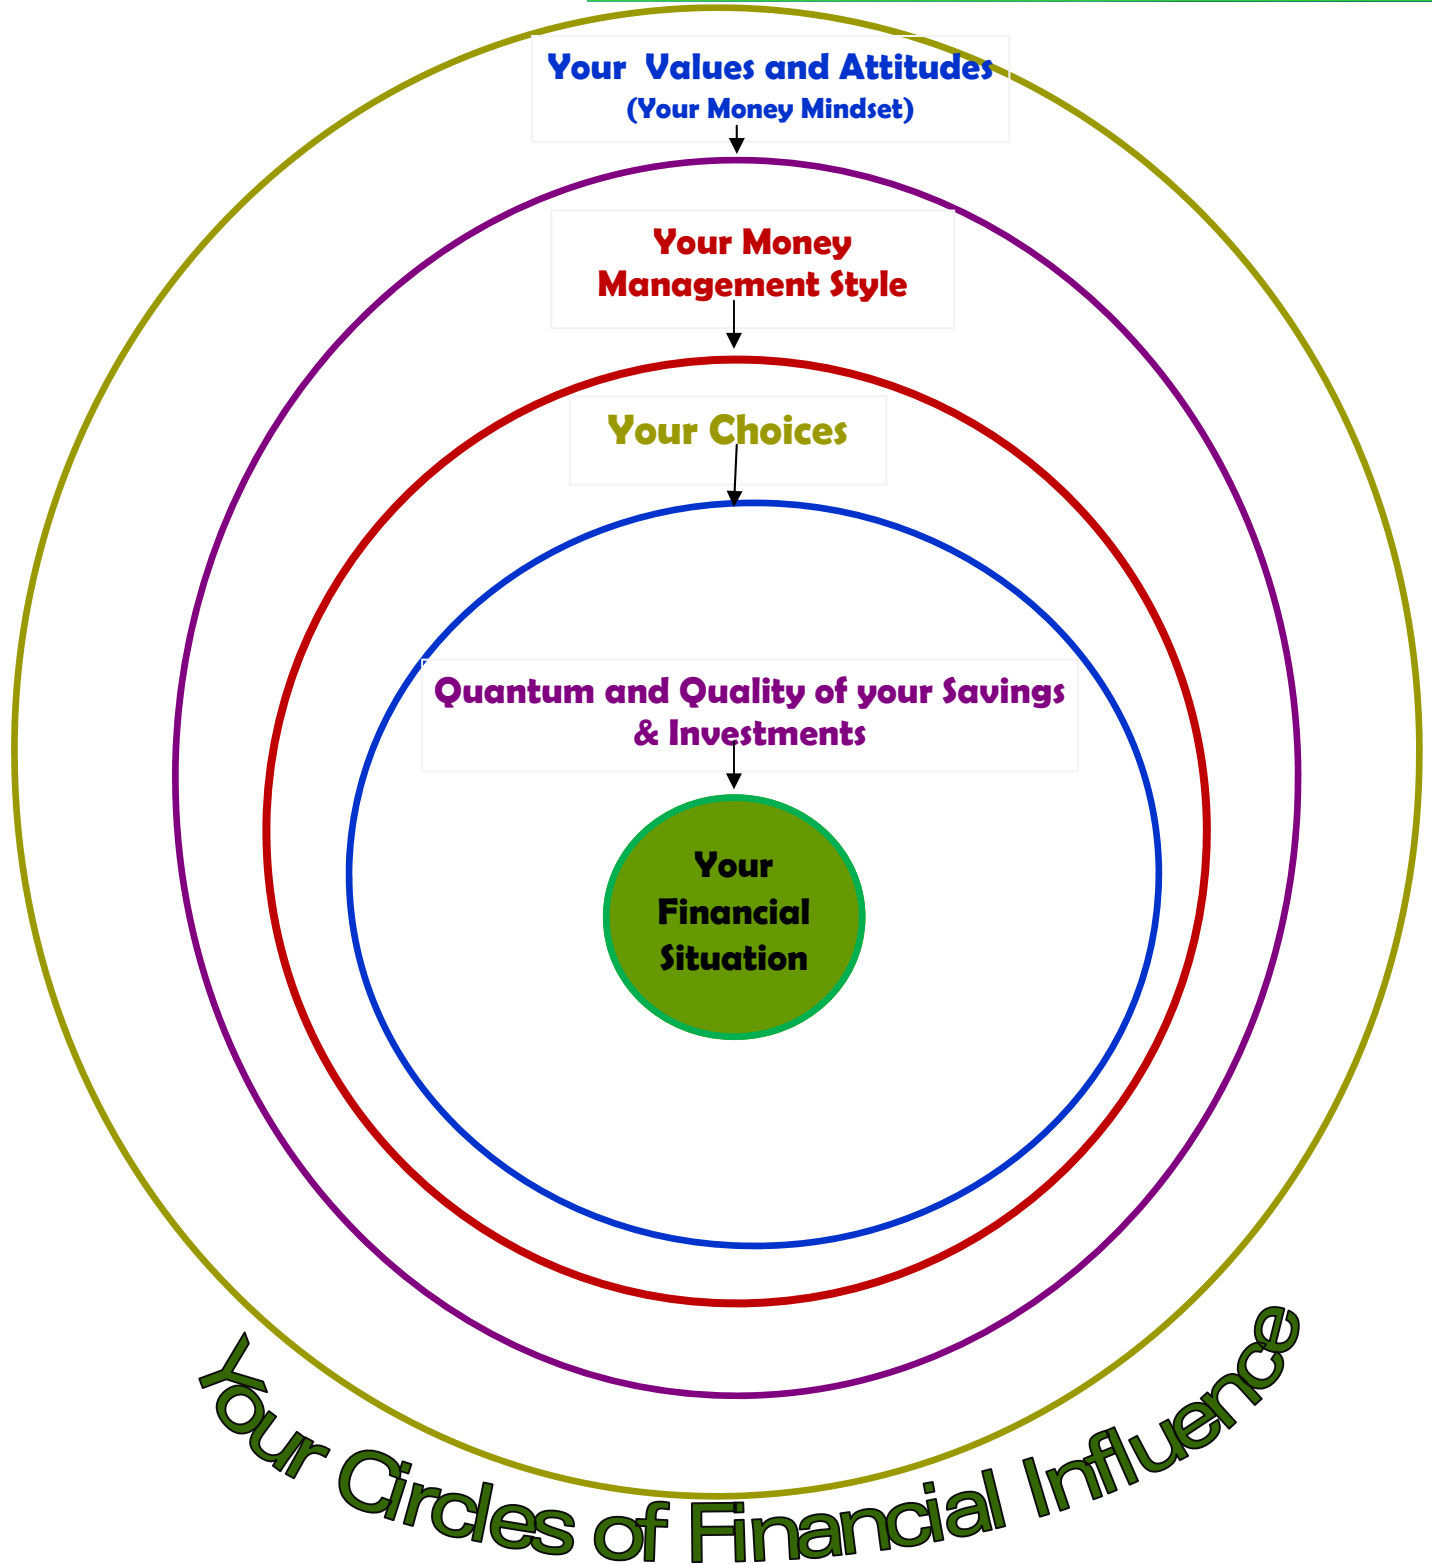 Your Values and Attitudes
(Your Money Mindset)
Your Money
Management Style
Your Choices
Quantum and Quality of your Savings
& Investments
Your
Financial
Situation
Your Circles of Financial Influence